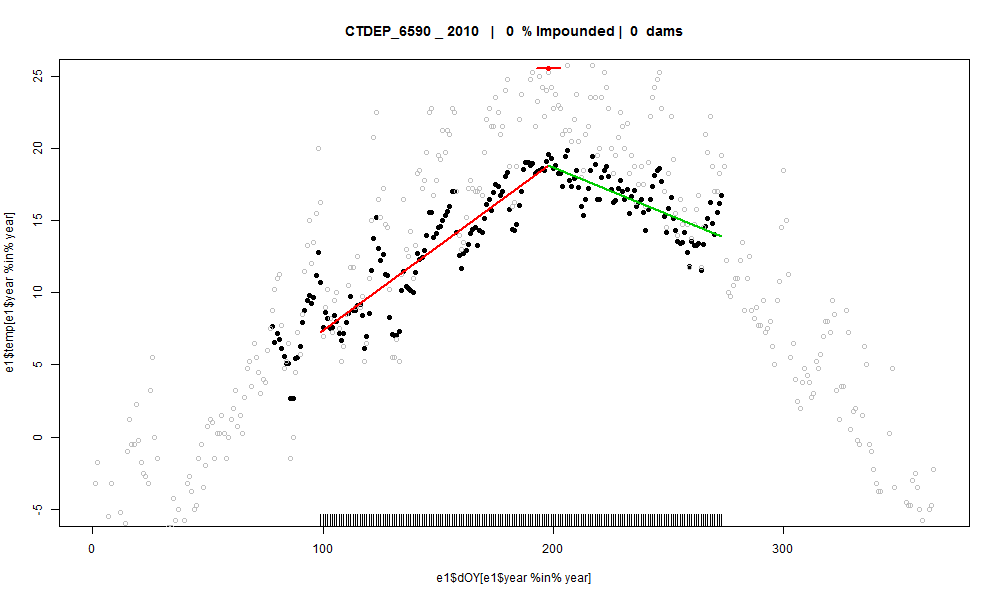 CTDEP_6590 _ 2010 | 0 % Impounded | 0 dams
e1$temp[e1$year %in% year]
25
20
15
10
5
0
-5
0 100 200 300
e1$dOY[e1$year %in% year]